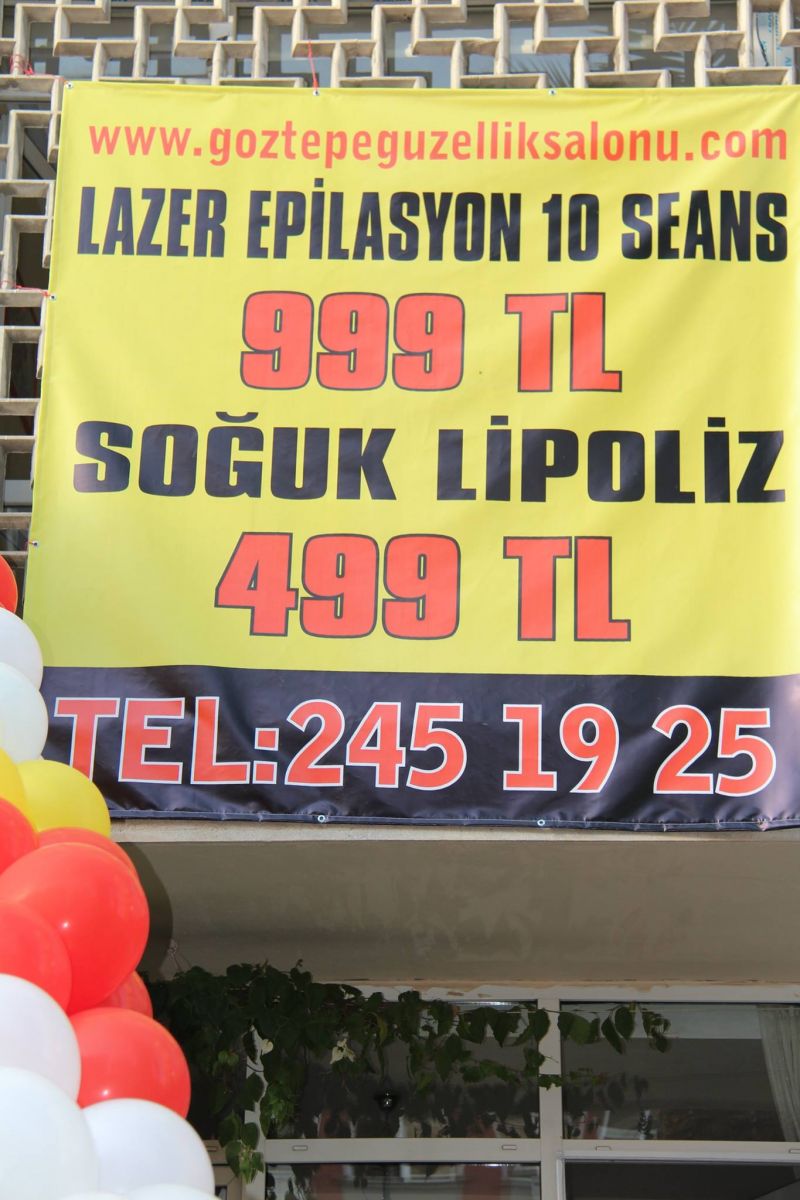 www.goztepeguzelliksalonu.com
LAZER EPİLASYON 10 SEANS
999 TL
SOĞUK LİPOLİZ
499 TL
TEL:245 19 25